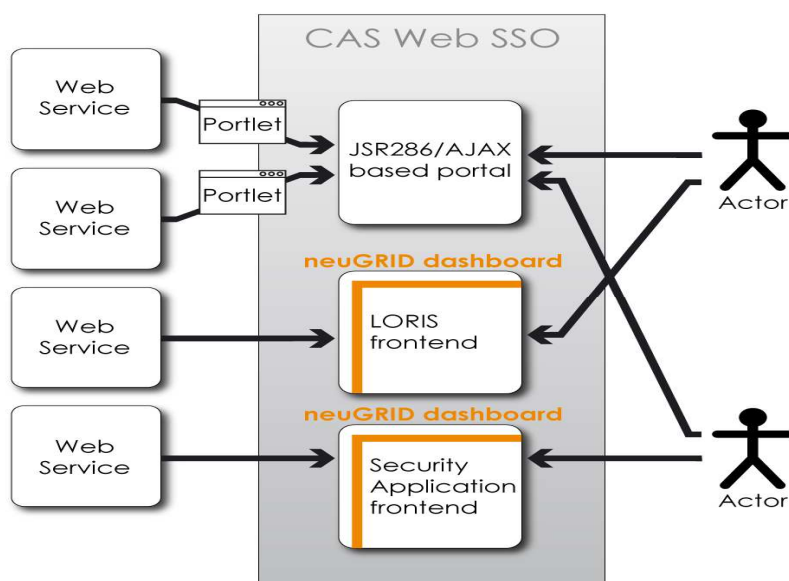 CAS Web SSO
Web
Service
Portlet
JSR286/AJAX
based portal
Actor
Web
Service
Portlet
neuGRID dashboard
LORIS
frontend
Web
Service
neuGRID dashboard
Security
Application
frontend
Web
Service
Actor